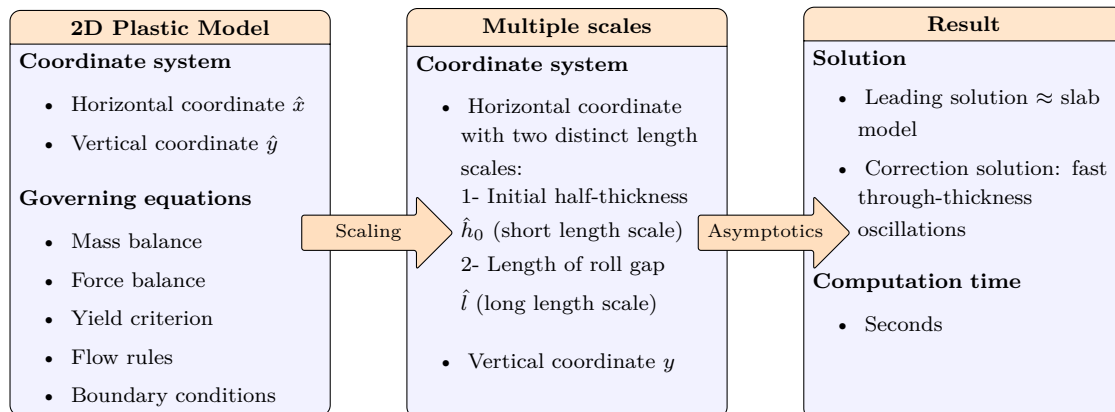 2D Plastic Model
Coordinate system
• Horizontal coordinate x̂
• Vertical coordinate ŷ
Governing equations
• Mass balance
• Force balance
• Yield criterion
• Flow rules
• Boundary conditions
Scaling
Multiple scales
Coordinate system
• Horizontal coordinate
with two distinct length
scales:
1- Initial half-thickness
ĥ₀ (short length scale)
2- Length of roll gap
l̂ (long length scale)
• Vertical coordinate y
Asymptotics
Result
Solution
• Leading solution ≈ slab
model
• Correction solution: fast
through-thickness
oscillations
Computation time
• Seconds